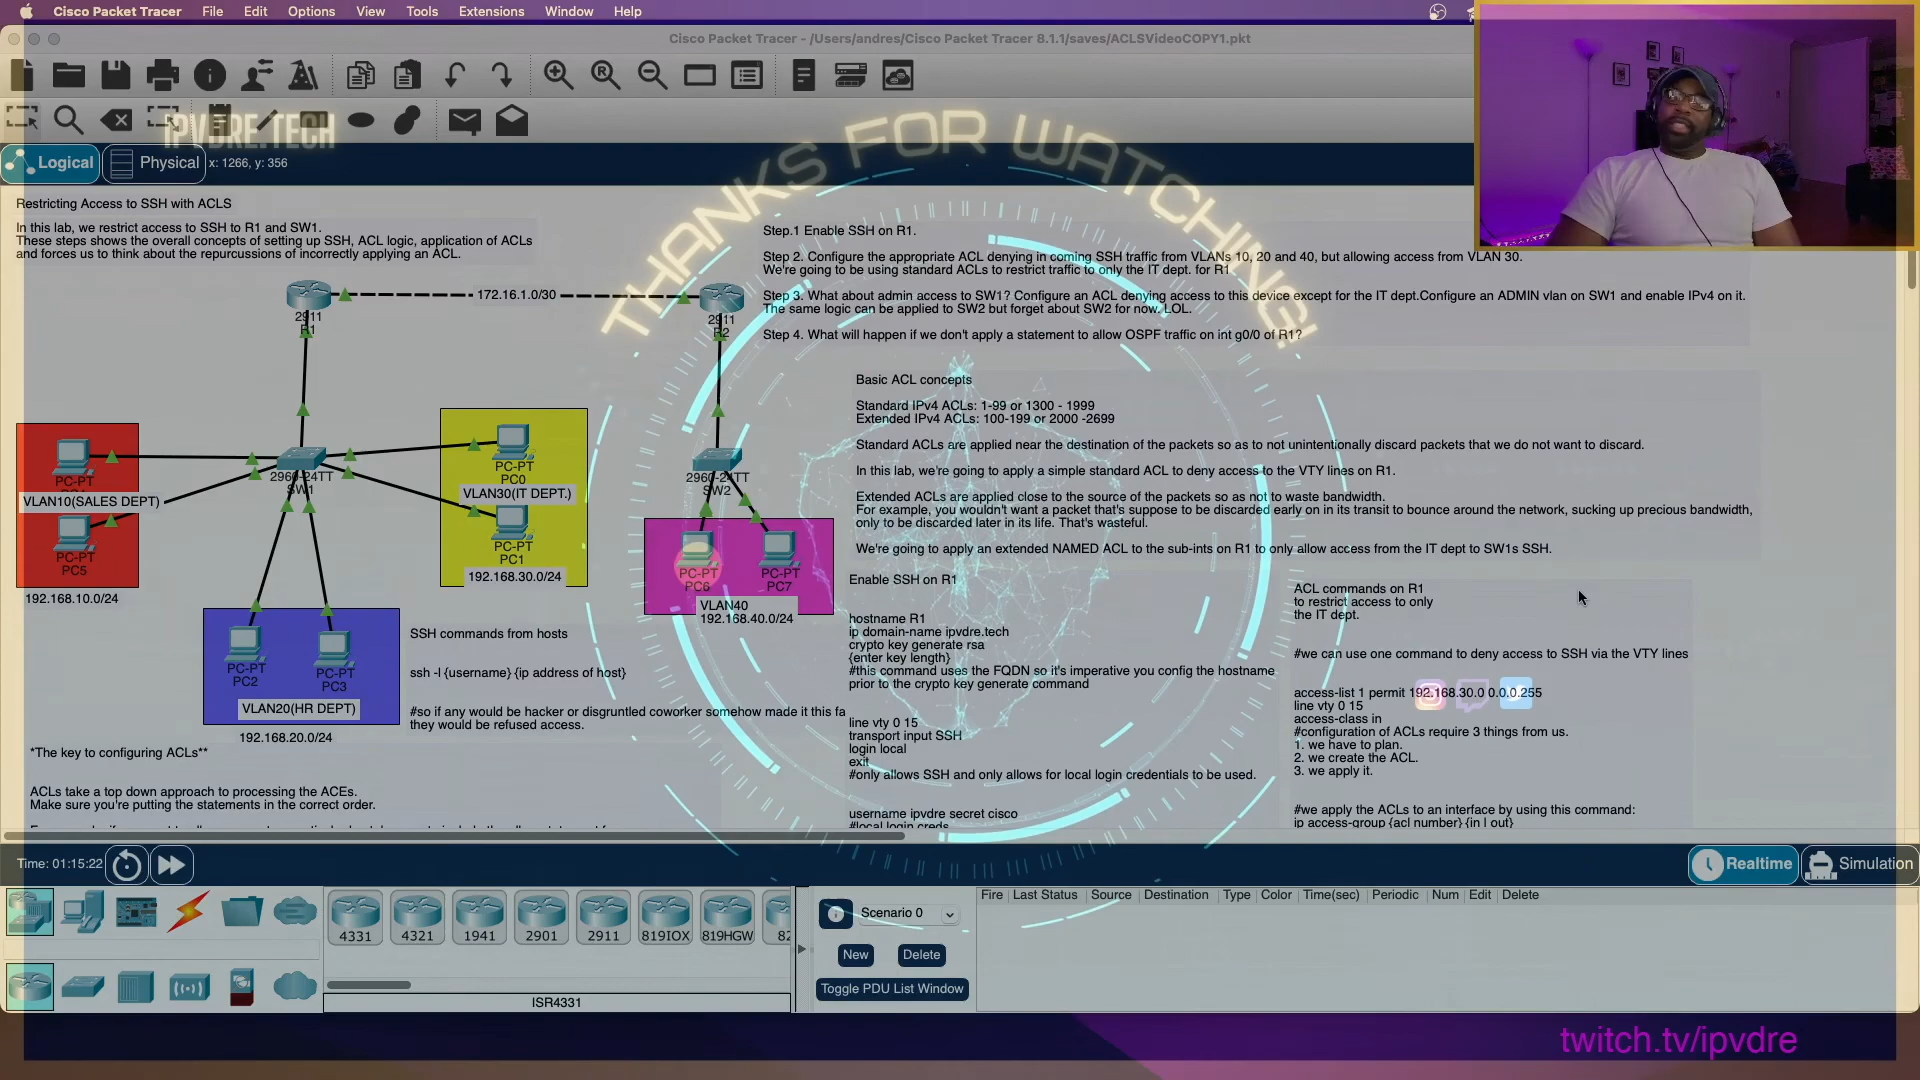 Cisco Packet Tracer File Edit Options View Tools Extensions Window Help
Cisco Packet Tracer - /Users/andres/Cisco Packet Tracer 8.1.1/saves/ACLSVideoCOPY1.pkt
IPVDRE.TECH
THANKS FOR WATCHING!
Logical Physical x: 1266, y: 356
Restricting Access to SSH with ACLS
In this lab, we restrict access to SSH to R1 and SW1.
These steps shows the overall concepts of setting up SSH, ACL logic, application of ACLs
and forces us to think about the repurcussions of incorrectly applying an ACL.
Step.1 Enable SSH on R1.
Step 2. Configure the appropriate ACL denying in coming SSH traffic from VLANs 10, 20 and 40, but allowing access from VLAN 30.
We're going to be using standard ACLs to restrict traffic to only the IT dept. for R1
Step 3. What about admin access to SW1? Configure an ACL denying access to this device except for the IT dept.Configure an ADMIN vlan on SW1 and enable IPv4 on it.
The same logic can be applied to SW2 but forget about SW2 for now. LOL.
Step 4. What will happen if we don't apply a statement to allow OSPF traffic on int g0/0 of R1?
172.16.1.0/30
2911
R1
2911
R2
2960-24TT
SW1
2960-24TT
SW2
PC-PT
VLAN10(SALES DEPT)
PC-PT
PC5
192.168.10.0/24
PC-PT
PC0
VLAN30(IT DEPT.)
PC-PT
PC1
192.168.30.0/24
PC-PT
PC6
PC-PT
PC7
VLAN40
192.168.40.0/24
PC-PT
PC2
PC-PT
PC3
VLAN20(HR DEPT)
192.168.20.0/24
Basic ACL concepts
Standard IPv4 ACLs: 1-99 or 1300 - 1999
Extended IPv4 ACLs: 100-199 or 2000 -2699
Standard ACLs are applied near the destination of the packets so as to not unintentionally discard packets that we do not want to discard.
In this lab, we're going to apply a simple standard ACL to deny access to the VTY lines on R1.
Extended ACLs are applied close to the source of the packets so as not to waste bandwidth.
For example, you wouldn't want a packet that's suppose to be discarded early on in its transit to bounce around the network, sucking up precious bandwidth,
only to be discarded later in its life. That's wasteful.
We're going to apply an extended NAMED ACL to the sub-ints on R1 to only allow access from the IT dept to SW1s SSH.
SSH commands from hosts
ssh -l {username} {ip address of host}
#so if any would be hacker or disgruntled coworker somehow made it this fa
they would be refused access.
*The key to configuring ACLs**
ACLs take a top down approach to processing the ACEs.
Make sure you're putting the statements in the correct order.
Enable SSH on R1
hostname R1
ip domain-name ipvdre.tech
crypto key generate rsa
{enter key length}
#this command uses the FQDN so it's imperative you config the hostname
prior to the crypto key generate command
line vty 0 15
transport input SSH
login local
exit
#only allows SSH and only allows for local login credentials to be used.
username ipvdre secret cisco
#local login creds
ACL commands on R1
to restrict access to only
the IT dept.
#we can use one command to deny access to SSH via the VTY lines
access-list 1 permit 192.168.30.0 0.0.0.255
line vty 0 15
access-class in
#configuration of ACLs require 3 things from us.
1. we have to plan.
2. we create the ACL.
3. we apply it.
#we apply the ACLs to an interface by using this command:
ip access-group {acl number} {in | out}
Time: 01:15:22
Realtime Simulation
4331 4321 1941 2901 2911 819IOX 819HGW
ISR4331
Scenario 0
New Delete
Toggle PDU List Window
Fire Last Status Source Destination Type Color Time(sec) Periodic Num Edit Delete
twitch.tv/ipvdre